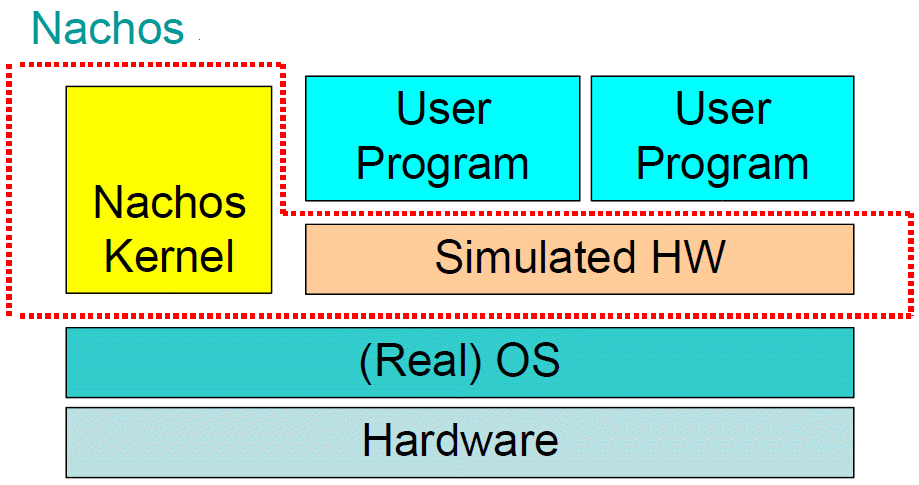 Nachos
User Program
User Program
Nachos Kernel
Simulated HW
(Real) OS
Hardware